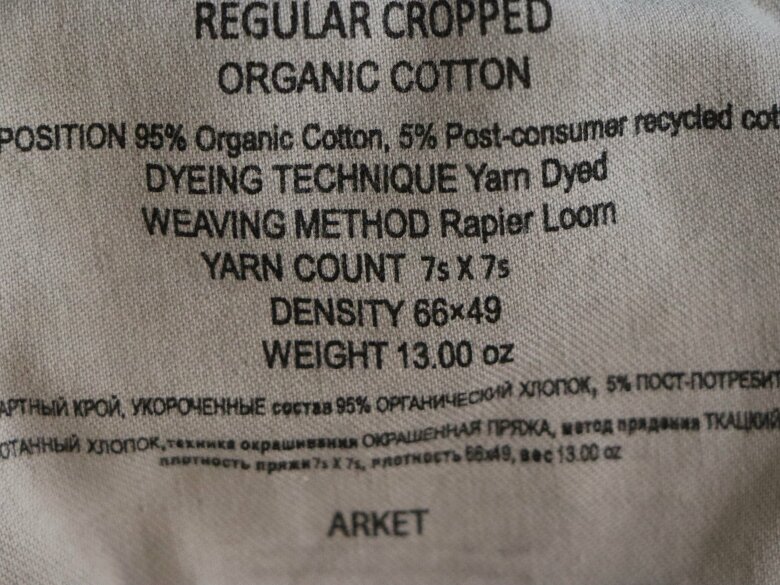 REGULAR CROPPED
ORGANIC COTTON
POSITION 95% Organic Cotton, 5% Post-consumer recycled cot
DYEING TECHNIQUE Yarn Dyed
WEAVING METHOD Rapier Loom
YARN COUNT 7s X 7s
DENSITY 66×49
WEIGHT 13.00 oz
АРТНЫЙ КРОЙ, УКОРОЧЕННЫЕ состав 95% ОРГАНИЧЕСКИЙ ХЛОПОК, 5% ПОСТ-ПОТРЕБИТ
ОТАННЫЙ ХЛОПОК, техника окрашивания ОКРАШЕННАЯ ПРЯЖА, метод прядения ТКАЦКИЙ
плотность пряжи 7s X 7s, плотность 66x49, вес 13.00 oz
ARKET